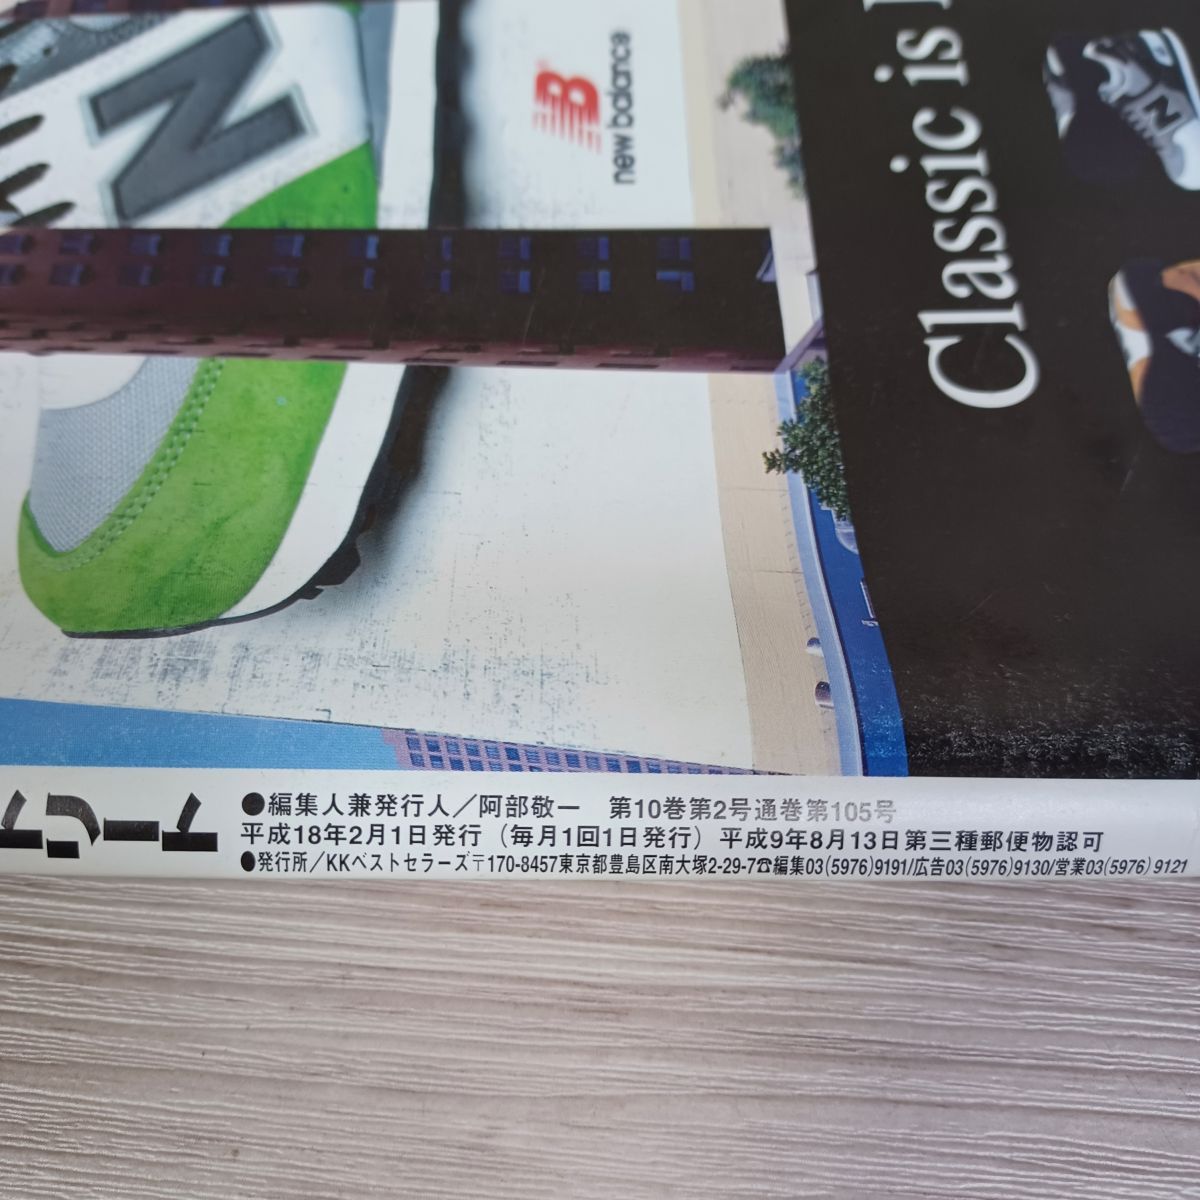 N
B
new balance
Classic is
N
トリート
●編集人兼発行人／阿部敬一　第10巻第2号通巻第105号
平成18年2月1日発行（毎月1回1日発行）平成9年8月13日第三種郵便物認可
●発行所／KKベストセラーズ〒170-8457東京都豊島区南大塚2-29-7☎編集03(5976)9191/広告03(5976)9130/営業03(5976)9121